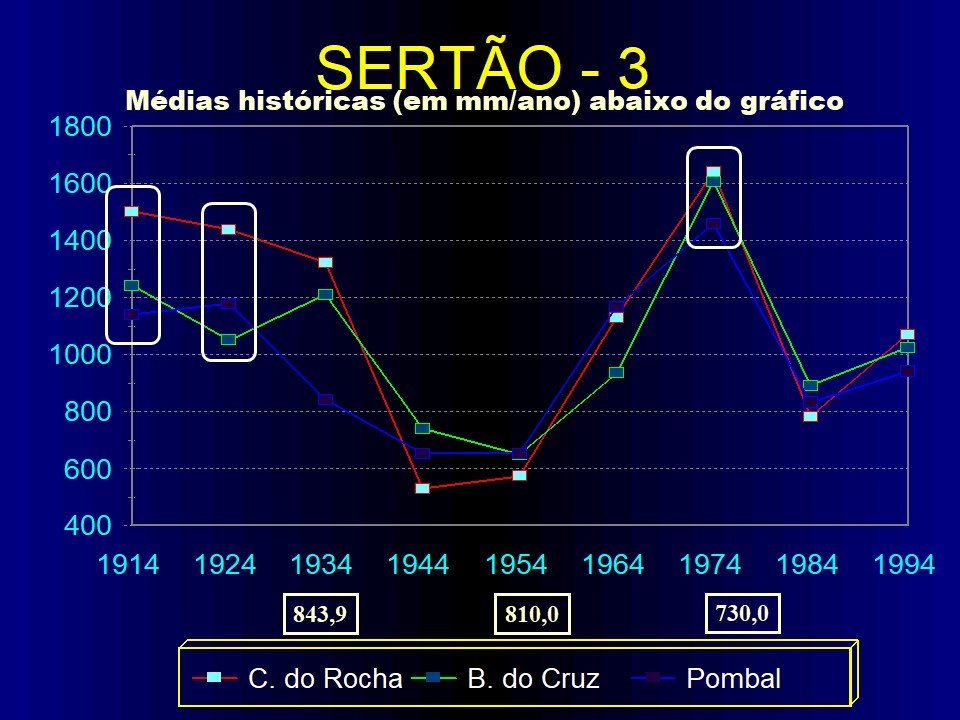 SERTÃO - 3
Médias históricas (em mm/ano) abaixo do gráfico
1800
1600
1400
1200
1000
800
600
400
1914 1924 1934 1944 1954 1964 1974 1984 1994
843,9 810,0 730,0
C. do Rocha B. do Cruz Pombal